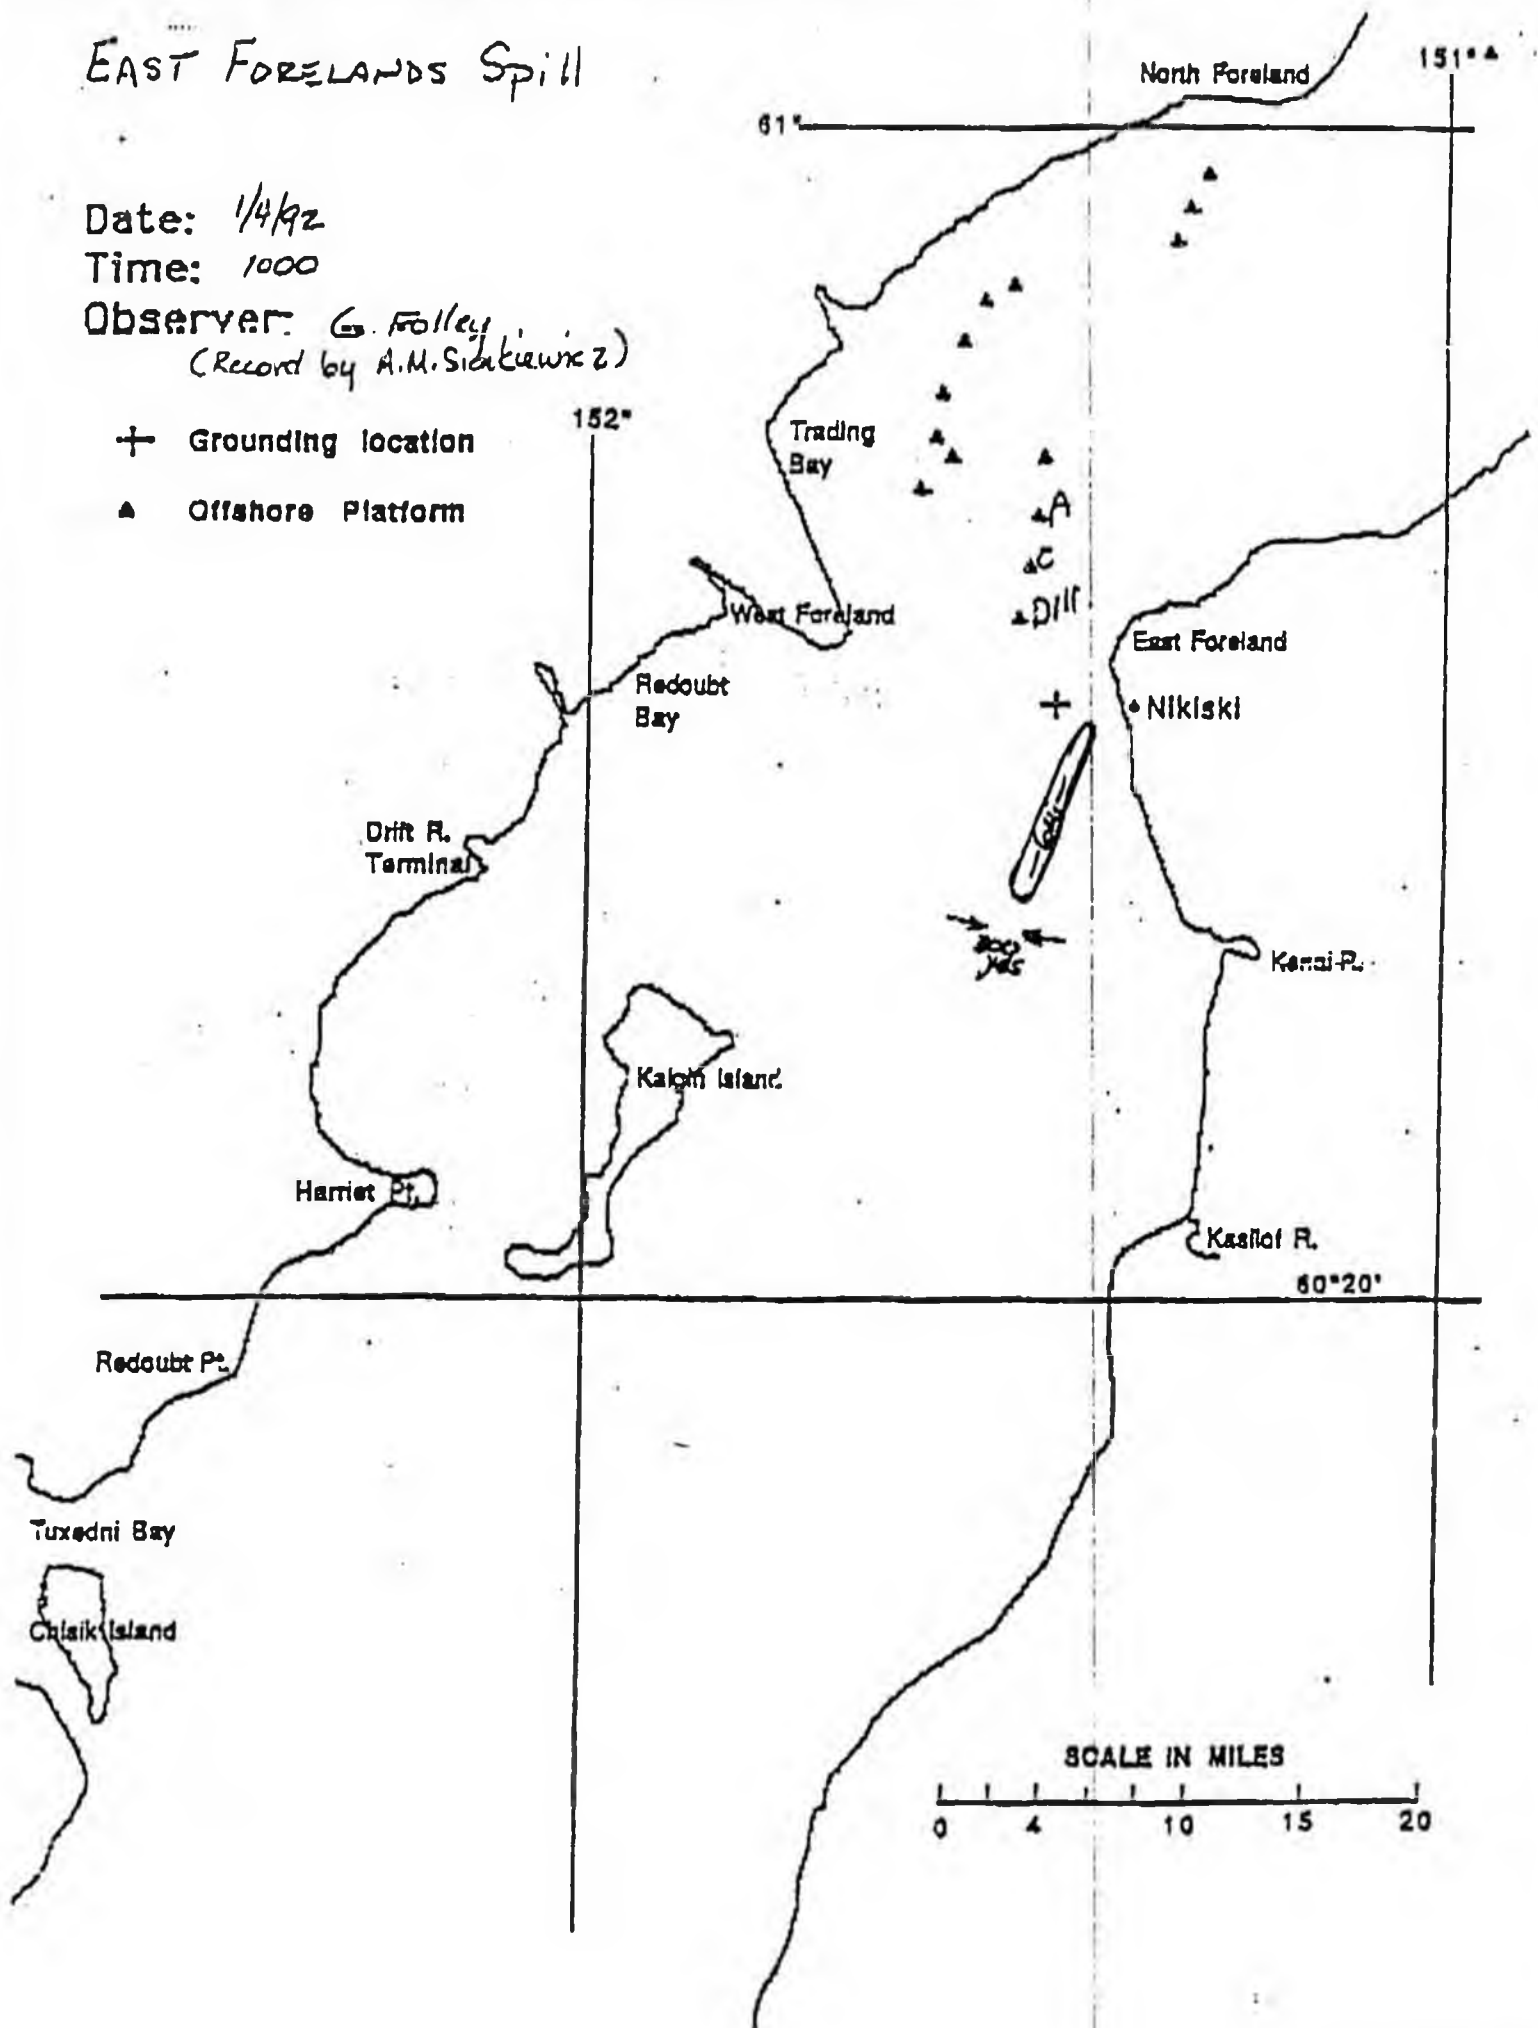 EAST FORELANDS Spill
North Foreland
151°
61°
Date: 1/4/92
Time: 1000
Observer: G. Folley
(Record by A.M.
152°
Grounding location
Offshore Platform
Trading
Bay
A
C
Dill
West Foreland
East Foreland
Redoubt
Bay
Nikiski
Drift R.
Terminal
yds
Kenai R.
Kalgin Island
Harriet Pt.
Kasilof R.
60°20'
Redoubt Pt.
Tuxedni Bay
Chisik Island
SCALE IN MILES
0 4 10 15 20